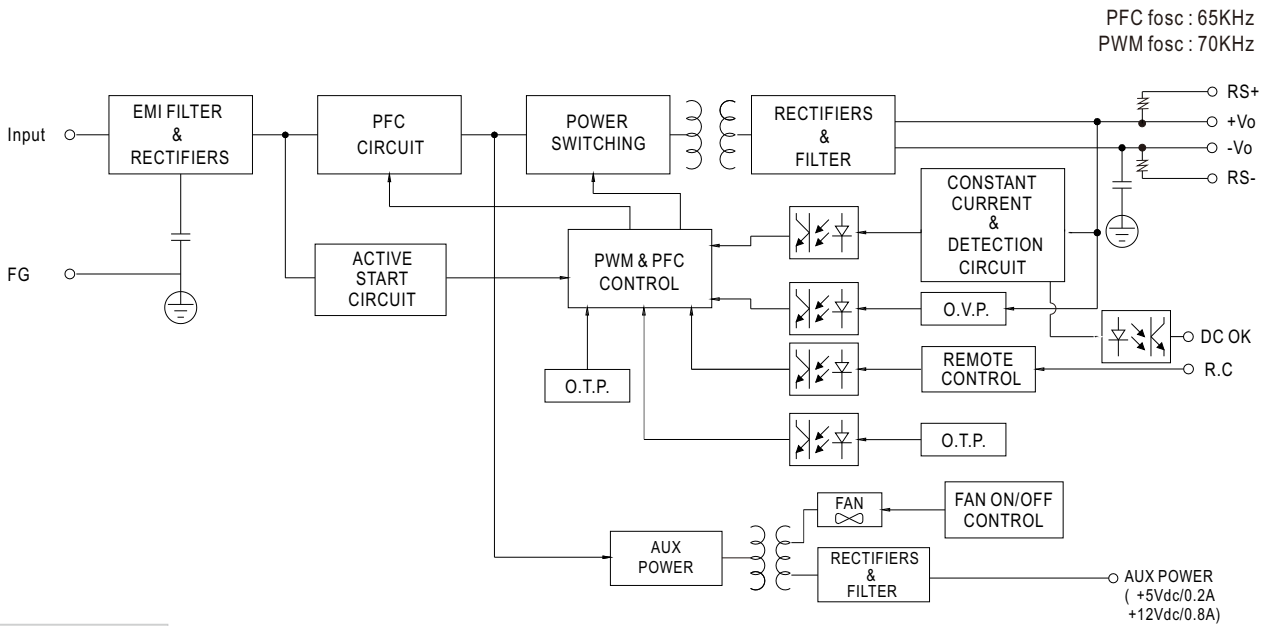 PFC fosc : 65KHz
PWM fosc : 70KHz
Input
FG
EMI FILTER
&
RECTIFIERS
PFC
CIRCUIT
POWER
SWITCHING
RECTIFIERS
&
FILTER
RS+
+Vo
-Vo
RS-
ACTIVE
START
CIRCUIT
PWM & PFC
CONTROL
CONSTANT
CURRENT
&
DETECTION
CIRCUIT
O.V.P.
DC OK
REMOTE
CONTROL
R.C
O.T.P.
O.T.P.
AUX
POWER
FAN
FAN ON/OFF
CONTROL
RECTIFIERS
&
FILTER
AUX POWER
( +5Vdc/0.2A
+12Vdc/0.8A)